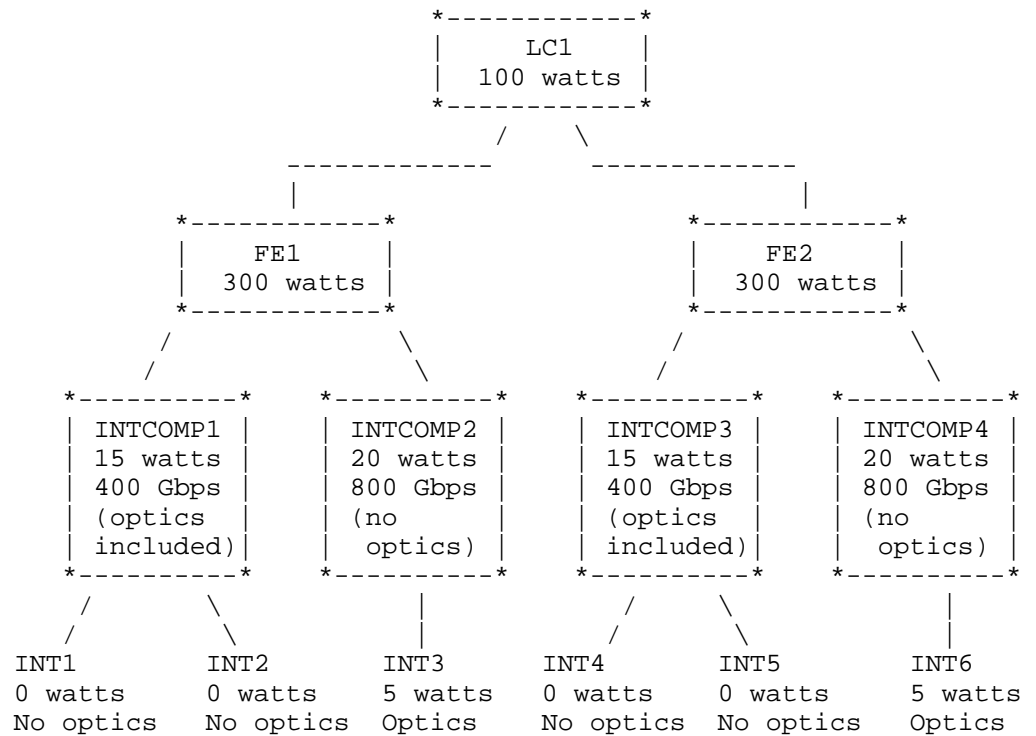 LC1
100 watts
FE1
300 watts
FE2
300 watts
INTCOMP1
15 watts
400 Gbps
(optics
included)
INTCOMP2
20 watts
800 Gbps
(no
optics)
INTCOMP3
15 watts
400 Gbps
(optics
included)
INTCOMP4
20 watts
800 Gbps
(no
optics)
INT1
0 watts
No optics
INT2
0 watts
No optics
INT3
5 watts
Optics
INT4
0 watts
No optics
INT5
0 watts
No optics
INT6
5 watts
Optics